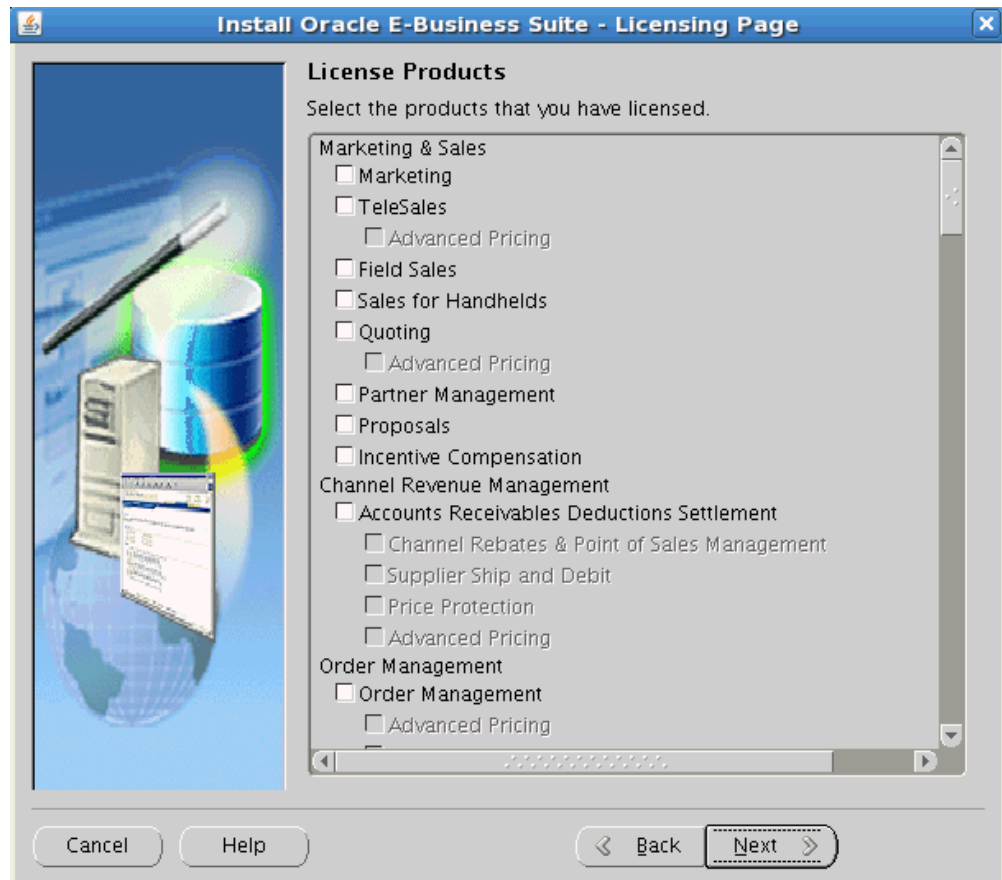 Install Oracle E-Business Suite - Licensing Page
License Products
Select the products that you have licensed.
Marketing & Sales
Marketing
TeleSales
Advanced Pricing
Field Sales
Sales for Handhelds
Quoting
Advanced Pricing
Partner Management
Proposals
Incentive Compensation
Channel Revenue Management
Accounts Receivables Deductions Settlement
Channel Rebates & Point of Sales Management
Supplier Ship and Debit
Price Protection
Advanced Pricing
Order Management
Order Management
Advanced Pricing
Cancel Help Back Next